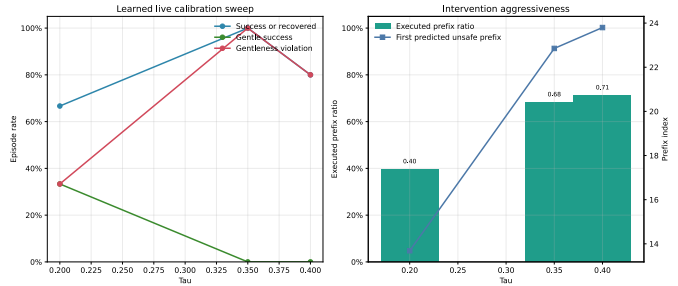 Learned live calibration sweep
Success or recovered
Gentle success
Gentleness violation
100%
80%
60%
40%
20%
0%
Episode rate
0.200 0.225 0.250 0.275 0.300 0.325 0.350 0.375 0.400
Tau
Intervention aggressiveness
Executed prefix ratio
First predicted unsafe prefix
100%
80%
60%
40%
20%
0%
Executed prefix ratio
0.40
0.68
0.71
24
22
20
18
16
14
Prefix index
0.20 0.25 0.30 0.35 0.40
Tau